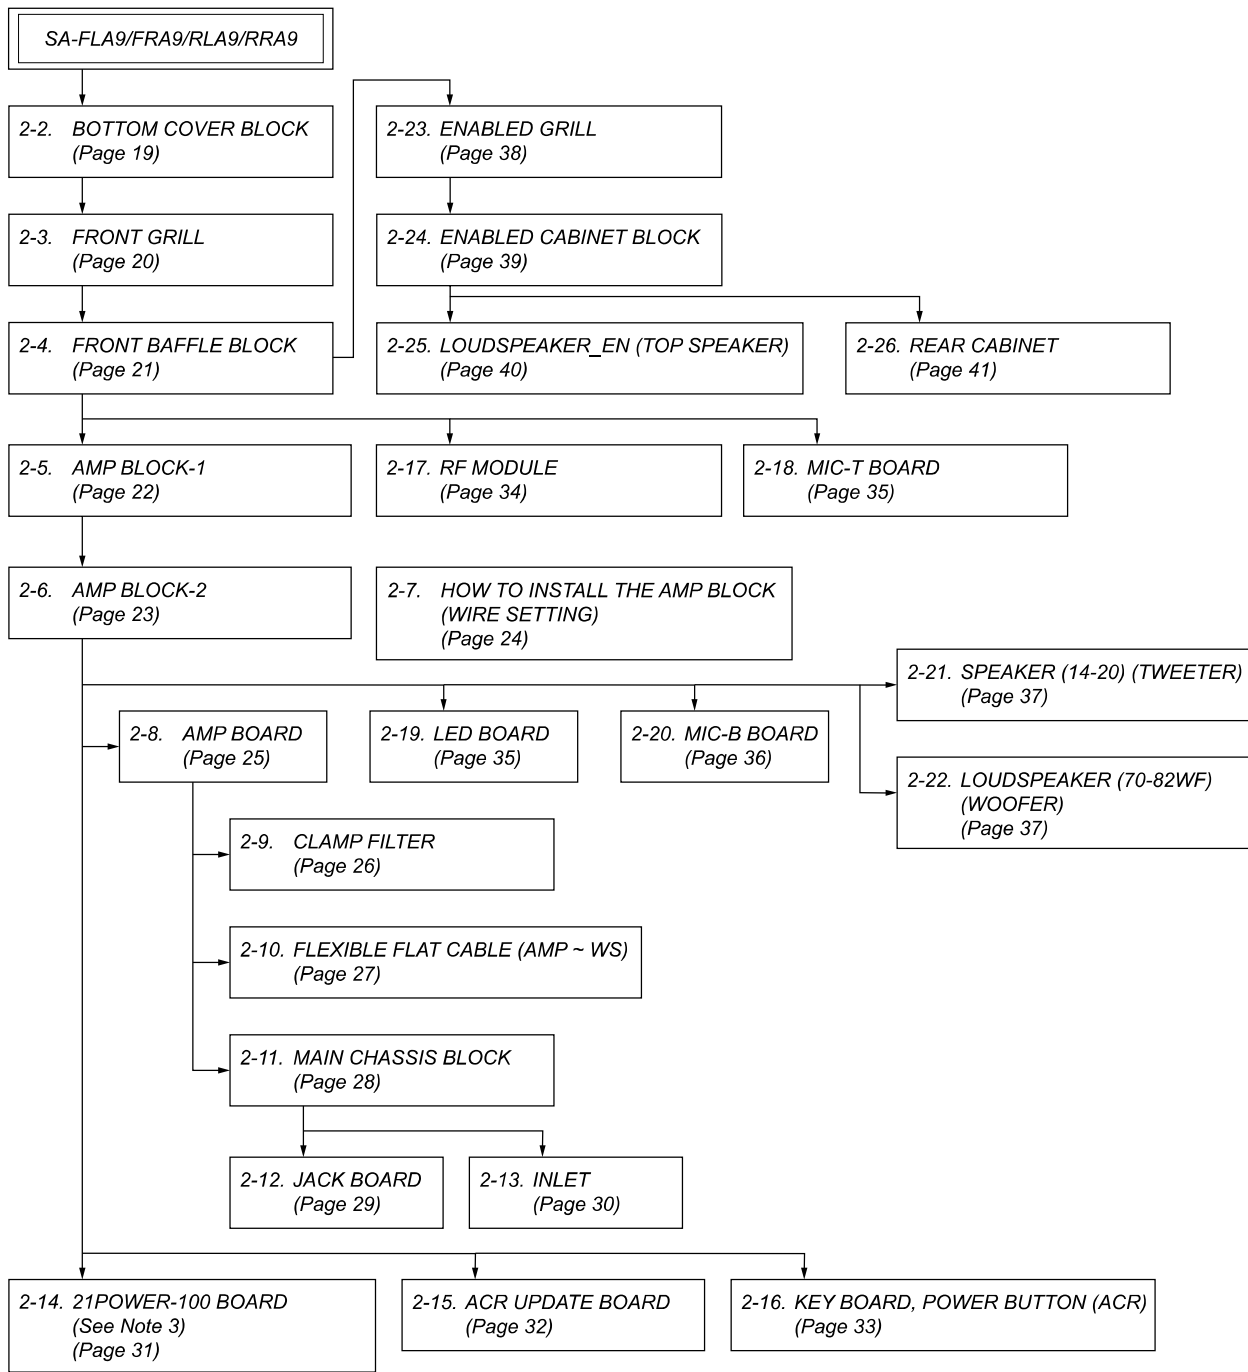 SA-FLA9/FRA9/RLA9/RRA9
2-2. BOTTOM COVER BLOCK
(Page 19)
2-23. ENABLED GRILL
(Page 38)
2-3. FRONT GRILL
(Page 20)
2-24. ENABLED CABINET BLOCK
(Page 39)
2-4. FRONT BAFFLE BLOCK
(Page 21)
2-25. LOUDSPEAKER_EN (TOP SPEAKER)
(Page 40)
2-26. REAR CABINET
(Page 41)
2-5. AMP BLOCK-1
(Page 22)
2-17. RF MODULE
(Page 34)
2-18. MIC-T BOARD
(Page 35)
2-6. AMP BLOCK-2
(Page 23)
2-7. HOW TO INSTALL THE AMP BLOCK
(WIRE SETTING)
(Page 24)
2-21. SPEAKER (14-20) (TWEETER)
(Page 37)
2-8. AMP BOARD
(Page 25)
2-19. LED BOARD
(Page 35)
2-20. MIC-B BOARD
(Page 36)
2-22. LOUDSPEAKER (70-82WF)
(WOOFER)
(Page 37)
2-9. CLAMP FILTER
(Page 26)
2-10. FLEXIBLE FLAT CABLE (AMP ~ WS)
(Page 27)
2-11. MAIN CHASSIS BLOCK
(Page 28)
2-12. JACK BOARD
(Page 29)
2-13. INLET
(Page 30)
2-14. 21POWER-100 BOARD
(See Note 3)
(Page 31)
2-15. ACR UPDATE BOARD
(Page 32)
2-16. KEY BOARD, POWER BUTTON (ACR)
(Page 33)